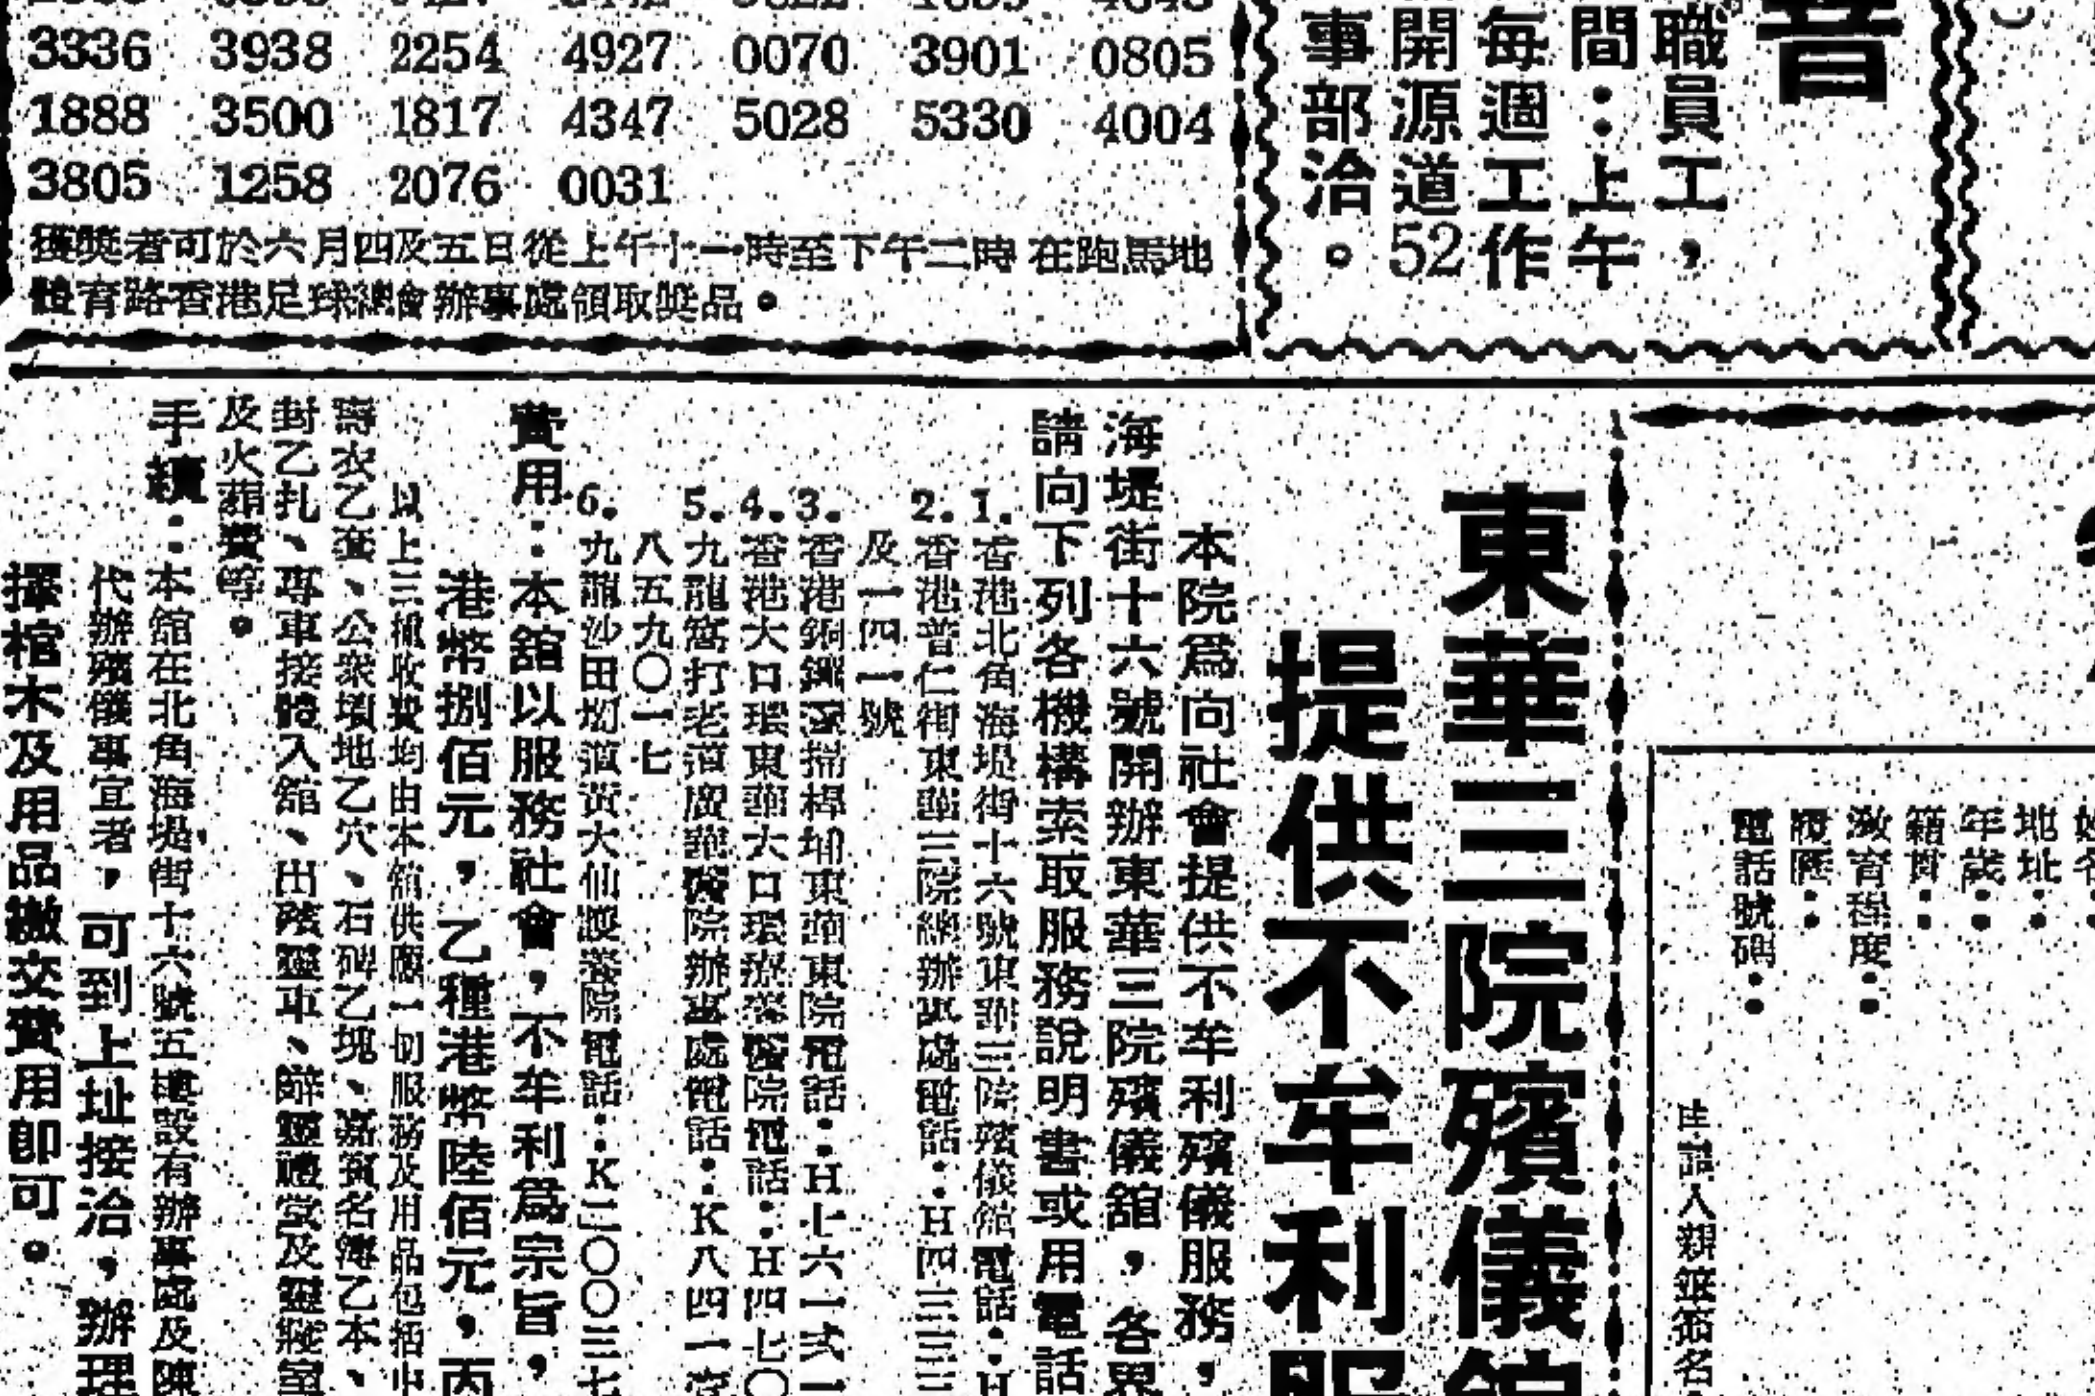 3336 3938 2254 4927 0070 3901 0805
1888 3500 1817 4347 5028 5330 4004
3805 1258 2076 0031
獲獎者可於六月四及五日從上午十一時至下午二時在跑馬地
體育路香港足球總會辦事處領取獎品。
音
職員工，
間：上午
每週工作
開源道52
事部洽。
地址：
年歲：
籍貫：
教育程度：
履歷：
電話號碼：
東華三院殯儀館
提供不牟利服
本院爲向社會提供不牟利殯儀服務，
海堤街十六號開辦東華三院殯儀舘，各界
請向下列各機構索取服務說明書或用電話
1.香港北角海堤街十六號東華三院殯儀館電話：H
2.香港普仁街東華三院總辦事處電話：H四三三三
及一四一號
3.香港銅鑼灣掃桿埔東華東院電話：H七六一弍一
4.香港大口環東華大口環療養院電話：H四七〇
5.九龍窩打老道廣華醫院辦事處電話：K八四一
八五九〇一七
6.九龍沙田坳道黃大仙護養院電話：K二〇〇三七
費用：本舘以服務社會，不牟利爲宗旨，
港幣捌佰元，乙種港幣陸佰元，丙
以上三種收費均由本舘供應一切服務及用品包括中
壽衣乙套、公衆墳地乙穴、石碑乙塊、嘉賓名簿乙本、
封乙扎、專車接體入舘、出殯靈車、辭靈禮堂及靈寢室
及火葬費等。
手續：本舘在北角海堤街十六號五樓設有辦事處及陳
代辦殯儀事宜者，可到上址接洽，辦理
擇棺木及用品繳交費用即可。